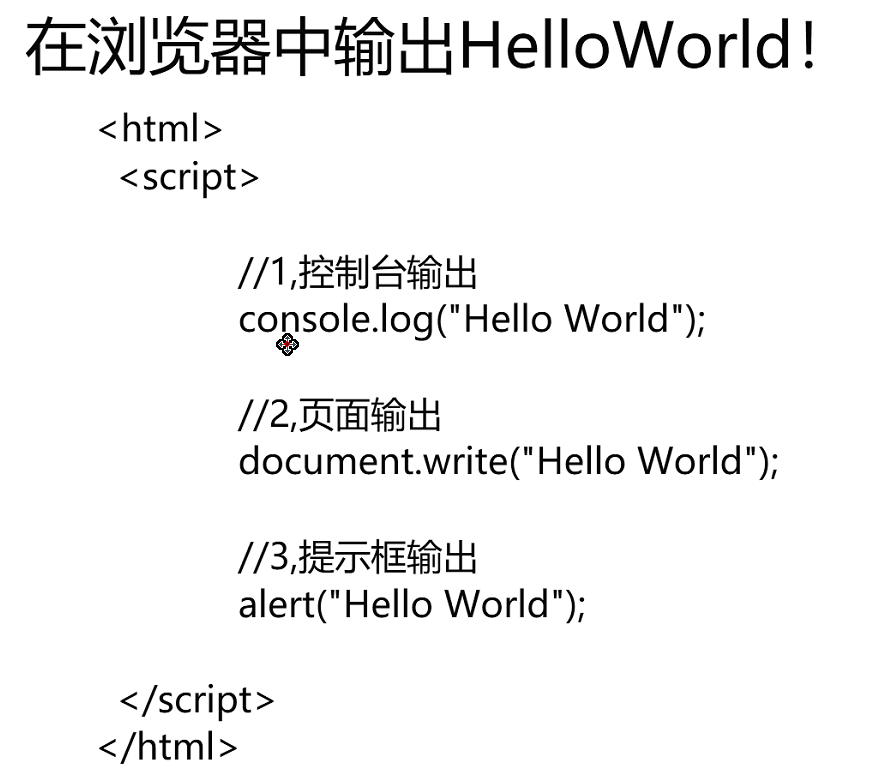 在浏览器中输出HelloWorld！
<html>
<script>
//1,控制台输出
console.log("Hello World");
//2,页面输出
document.write("Hello World");
//3,提示框输出
alert("Hello World");
</script>
</html>